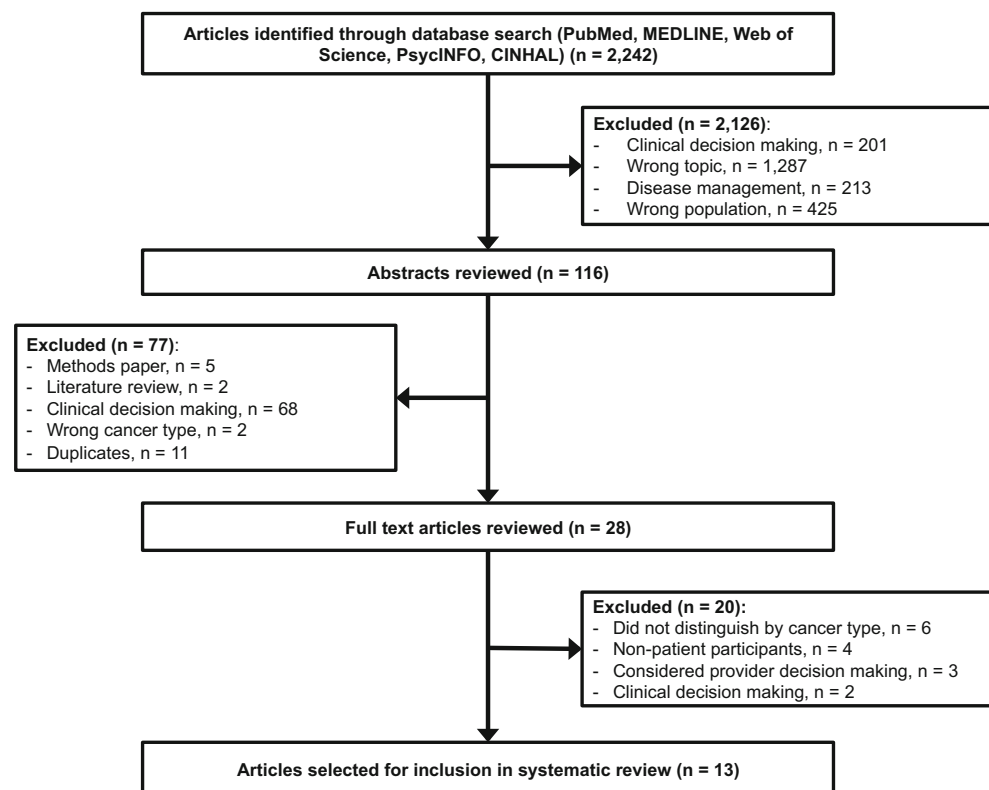 Articles identified through database search (PubMed, MEDLINE, Web of
Science, PsycINFO, CINHAL) (n = 2,242)
Excluded (n = 2,126):
- Clinical decision making, n = 201
- Wrong topic, n = 1,287
- Disease management, n = 213
- Wrong population, n = 425
Abstracts reviewed (n = 116)
Excluded (n = 77):
- Methods paper, n = 5
- Literature review, n = 2
- Clinical decision making, n = 68
- Wrong cancer type, n = 2
- Duplicates, n = 11
Full text articles reviewed (n = 28)
Excluded (n = 20):
- Did not distinguish by cancer type, n = 6
- Non-patient participants, n = 4
- Considered provider decision making, n = 3
- Clinical decision making, n = 2
Articles selected for inclusion in systematic review (n = 13)